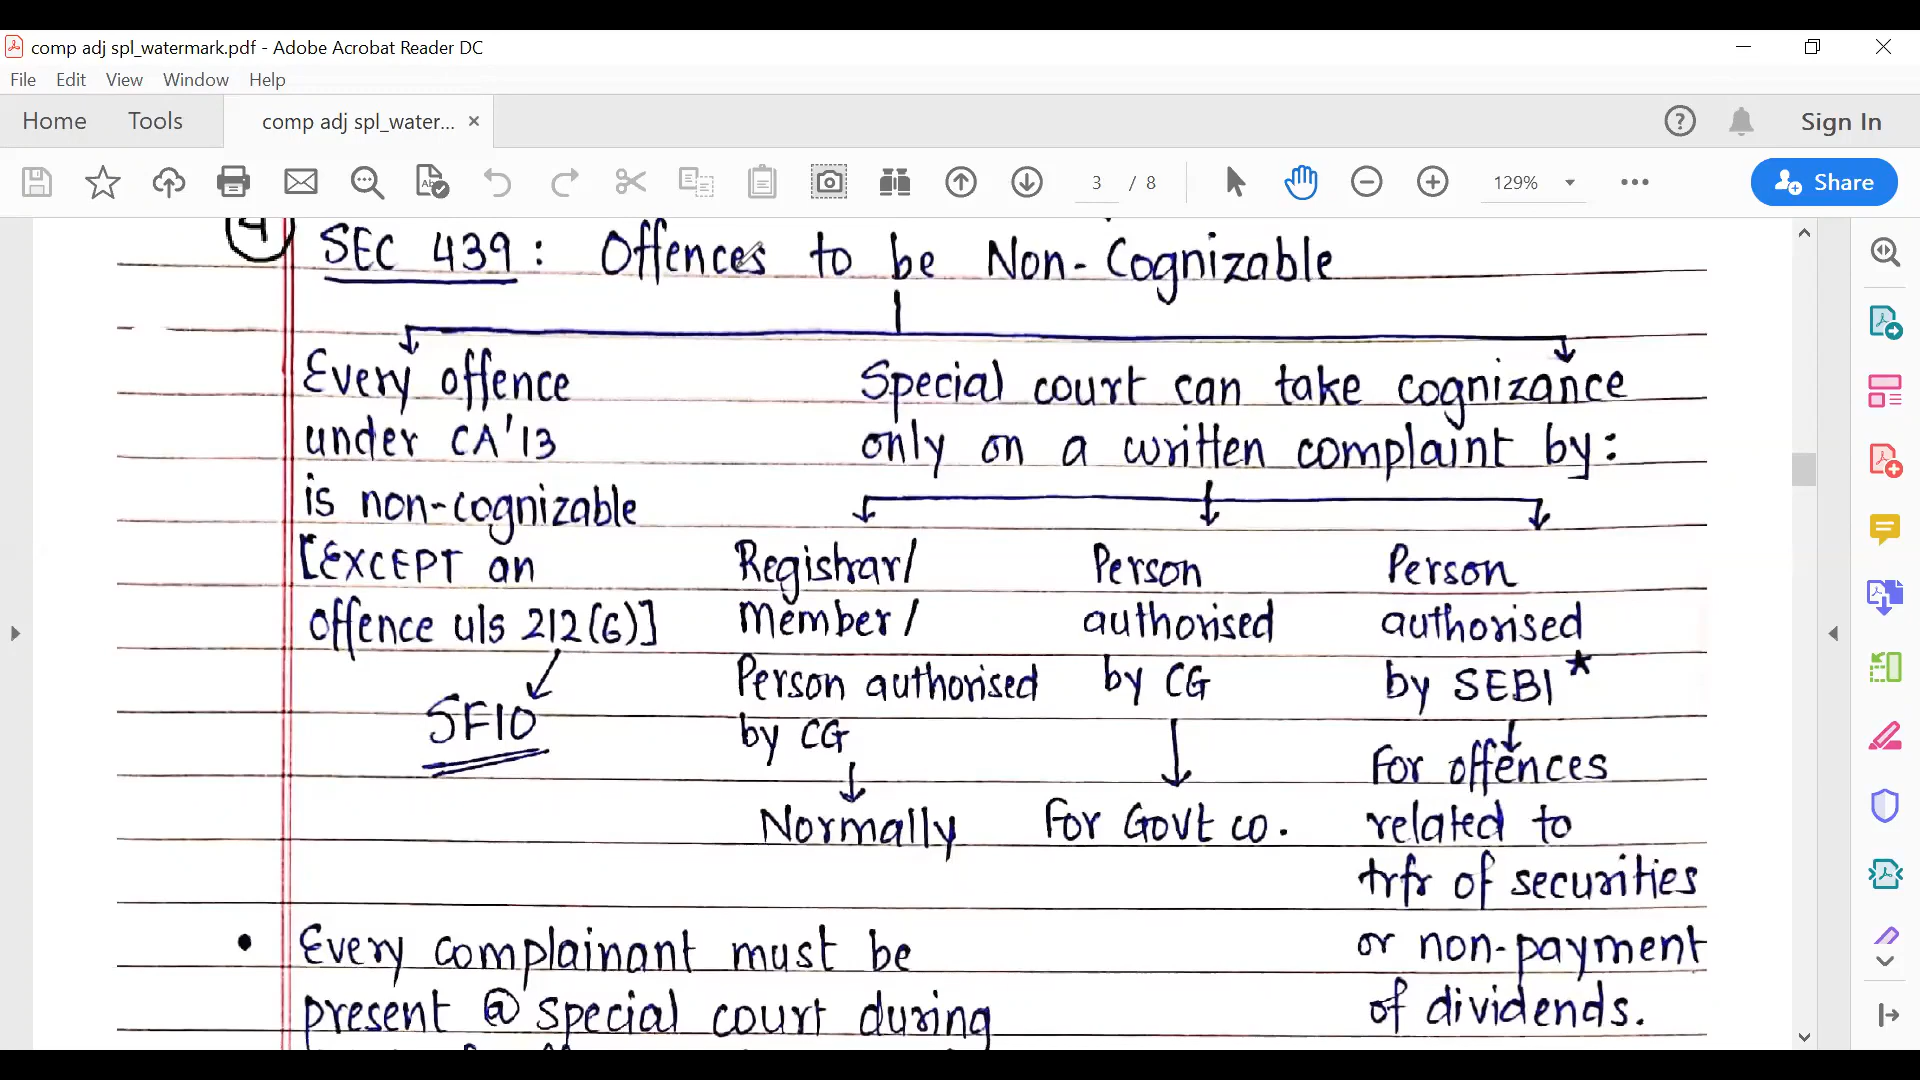 comp adj spl_watermark.pdf - Adobe Acrobat Reader DC
File Edit View Window Help
Home Tools comp adj spl_water... × Sign In
3 / 8 129% Share
4 SEC 439 : Offences to be Non-Cognizable
Every offence
under CA'13
is non-cognizable
[EXCEPT an
offence u/s 212(6)]
SFIO
Special court can take cognizance
only on a written complaint by:
Registrar/
Member/
Person authorised
by CG
Normally
Person
authorised
by CG
For Govt co.
Person
authorised
by SEBI *
For offences
related to
trfr of securities
or non-payment
of dividends.
• Every complainant must be
present @ special court during